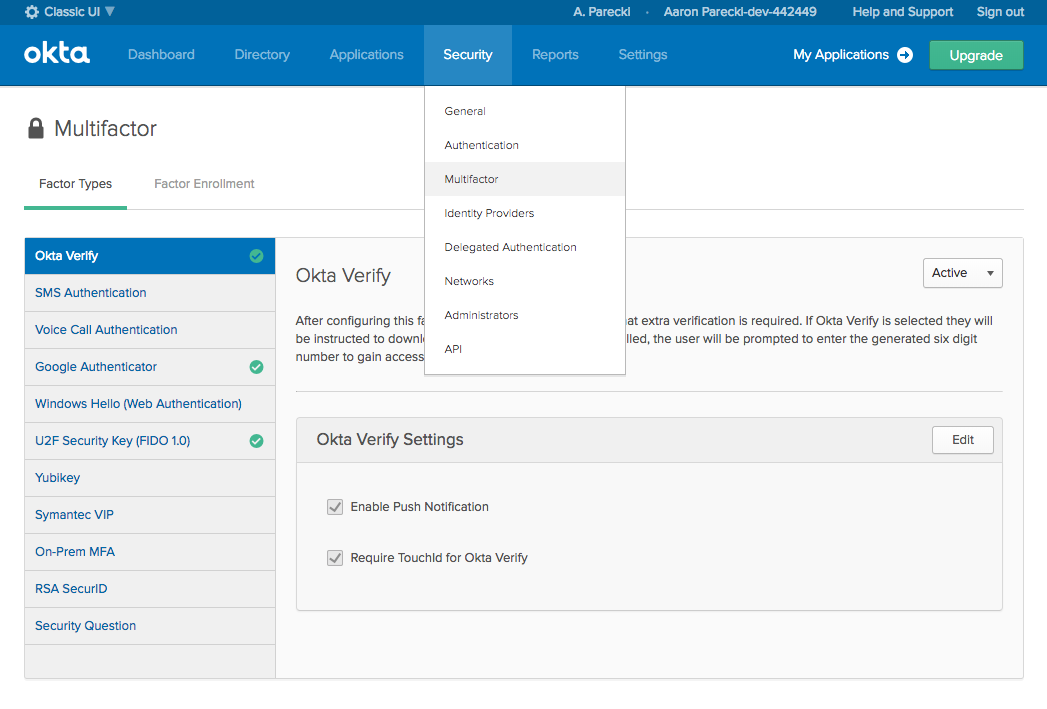 Classic UI
A. Parecki · Aaron Parecki-dev-442449 Help and Support Sign out
okta Dashboard Directory Applications Security Reports Settings My Applications Upgrade
General
Authentication
Multifactor
Identity Providers
Delegated Authentication
Networks
Administrators
API
Multifactor
Factor Types Factor Enrollment
Okta Verify
SMS Authentication
Voice Call Authentication
Google Authenticator
Windows Hello (Web Authentication)
U2F Security Key (FIDO 1.0)
Yubikey
Symantec VIP
On-Prem MFA
RSA SecurID
Security Question
Okta Verify Active
After configuring this at extra verification is required. If Okta Verify is selected they will
be instructed to the user will be prompted to enter the generated six digit
number to gain access
Okta Verify Settings Edit
Enable Push Notification
Require TouchId for Okta Verify